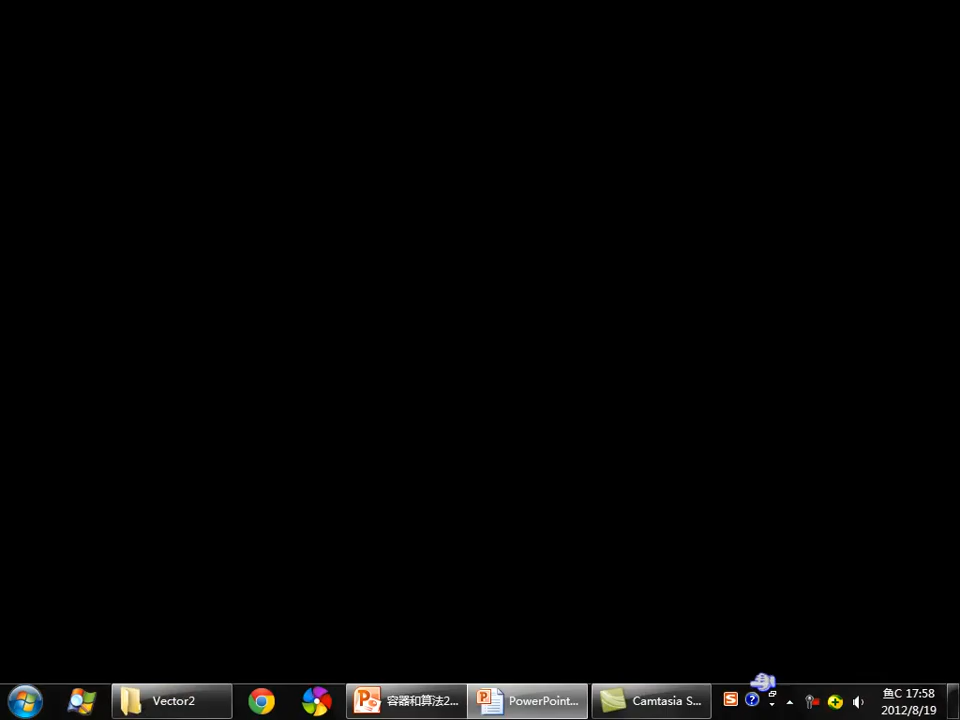 Vector2
容器和算法2...
PowerPoint...
Camtasia S...
鱼C 17:58
2012/8/19